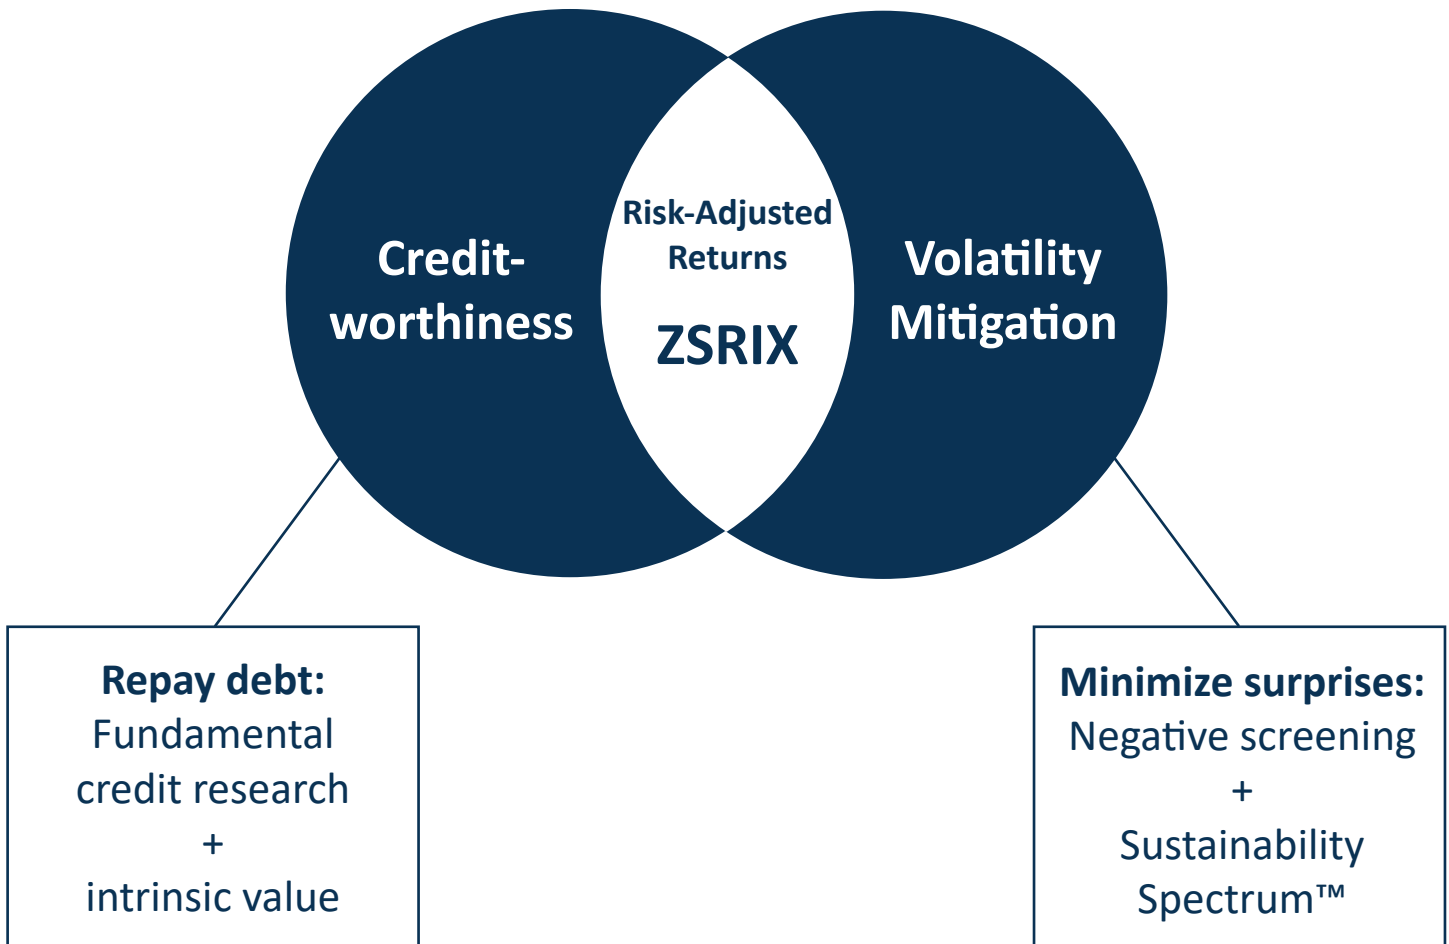 Credit-
worthiness
Risk-Adjusted
Returns
ZSRIX
Volatility
Mitigation
Repay debt:
Fundamental
credit research
+
intrinsic value
Minimize surprises:
Negative screening
+
Sustainability
Spectrum™